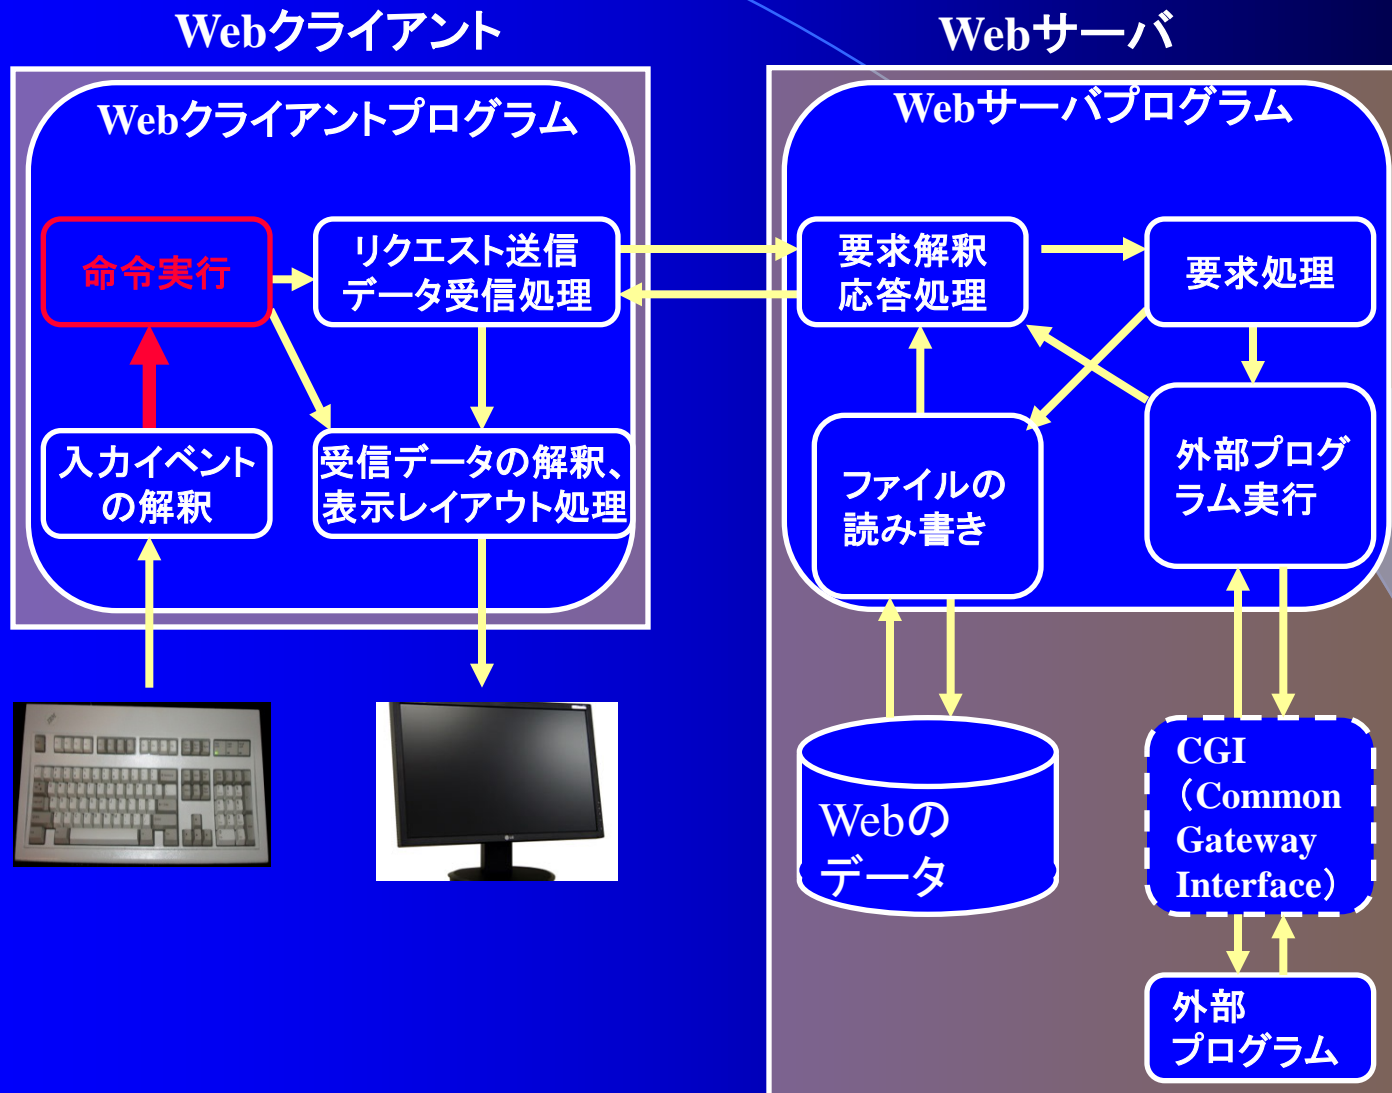 Webクライアント
Webクライアントプログラム
命令実行
リクエスト送信
データ受信処理
入力イベント
の解釈
受信データの解釈、
表示レイアウト処理
Webサーバ
Webサーバプログラム
要求解釈
応答処理
要求処理
ファイルの
読み書き
外部プログ
ラム実行
Webの
データ
CGI
（Common
Gateway
Interface）
外部
プログラム